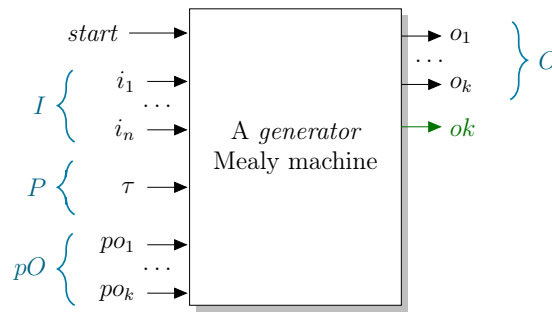 start
I
i1
...
in
P
τ
pO
po1
...
pok
A generator
Mealy machine
o1
...
ok
O
ok